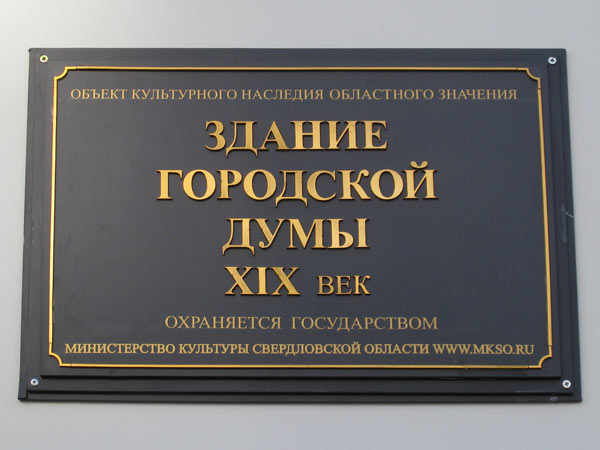 ОБЪЕКТ КУЛЬТУРНОГО НАСЛЕДИЯ ОБЛАСТНОГО ЗНАЧЕНИЯ
ЗДАНИЕ
ГОРОДСКОЙ
ДУМЫ
XIX ВЕК
ОХРАНЯЕТСЯ ГОСУДАРСТВОМ
МИНИСТЕРСТВО КУЛЬТУРЫ СВЕРДЛОВСКОЙ ОБЛАСТИ WWW.MKSO.RU